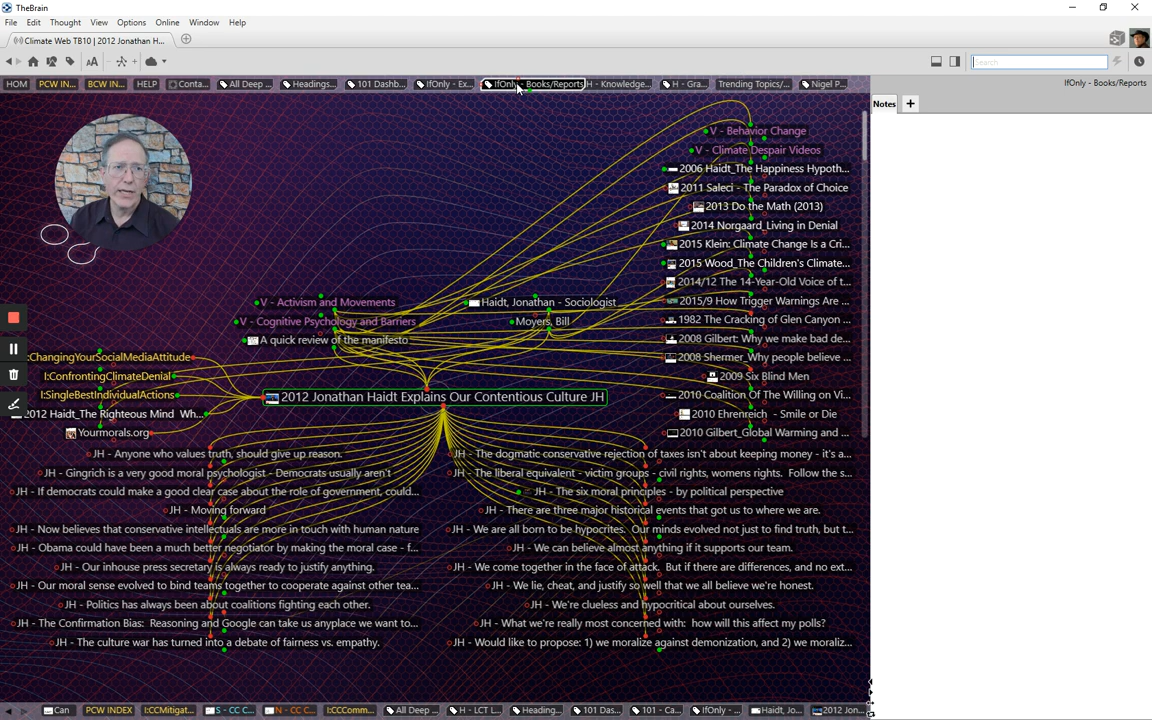 TheBrain
File Edit Thought View Options Online Window Help
Climate Web TB10 | 2012 Jonathan H...
Search
HOM PCW IN... BCW IN... HELP Conta... All Deep ... Headings... 101 Dashb... IfOnly - Ex... IfOnly - Books/Reports H - Knowledge... H - Gra... Trending Topics/... Nigel P...
IfOnly - Books/Reports
Notes
V - Behavior Change
V - Climate Despair Videos
2006 Haidt_The Happiness Hypoth...
2011 Salecl - The Paradox of Choice
2013 Do the Math (2013)
2014 Norgaard_Living in Denial
2015 Klein: Climate Change Is a Cri...
2015 Wood_The Children's Climate...
2014/12 The 14-Year-Old Voice of t...
2015/9 How Trigger Warnings Are ...
1982 The Cracking of Glen Canyon ...
2008 Gilbert: Why we make bad de...
2008 Shermer_Why people believe ...
2009 Six Blind Men
2010 Coalition Of The Willing on Vi...
2010 Ehrenreich - Smile or Die
2010 Gilbert_Global Warming and ...
V - Activism and Movements
V - Cognitive Psychology and Barriers
A quick review of the manifesto
Haidt, Jonathan - Sociologist
Moyers, Bill
I:ChangingYourSocialMediaAttitude
I:ConfrontingClimateDenial
I:SingleBestIndividualActions
2012 Haidt_The Righteous Mind Wh...
Yourmorals.org
2012 Jonathan Haidt Explains Our Contentious Culture JH
JH - Anyone who values truth, should give up reason.
JH - Gingrich is a very good moral psychologist - Democrats usually aren't
JH - If democrats could make a good clear case about the role of government, could...
JH - Moving forward
JH - Now believes that conservative intellectuals are more in touch with human nature
JH - Obama could have been a much better negotiator by making the moral case - f...
JH - Our inhouse press secretary is always ready to justify anything.
JH - Our moral sense evolved to bind teams together to cooperate against other tea...
JH - Politics has always been about coalitions fighting each other.
JH - The Confirmation Bias: Reasoning and Google can take us anyplace we want to...
JH - The culture war has turned into a debate of fairness vs. empathy.
JH - The dogmatic conservative rejection of taxes isn't about keeping money - it's a...
JH - The liberal equivalent - victim groups - civil rights, womens rights. Follow the s...
JH - The six moral principles - by political perspective
JH - There are three major historical events that got us to where we are.
JH - We are all born to be hypocrites. Our minds evolved not just to find truth, but t...
JH - We can believe almost anything if it supports our team.
JH - We come together in the face of attack. But if there are differences, and no ext...
JH - We lie, cheat, and justify so well that we all believe we're honest.
JH - We're clueless and hypocritical about ourselves.
JH - What we're really most concerned with: how will this affect my polls?
JH - Would like to propose: 1) we moralize against demonization, and 2) we moraliz...
Can PCW INDEX I:CCMitigat... S - CC C... N - CC C... I:CCComm... All Deep ... H - LCT L... Heading... 101 Das... 101 - Ca... IfOnly - ... Haidt, Jo... 2012 Jon...